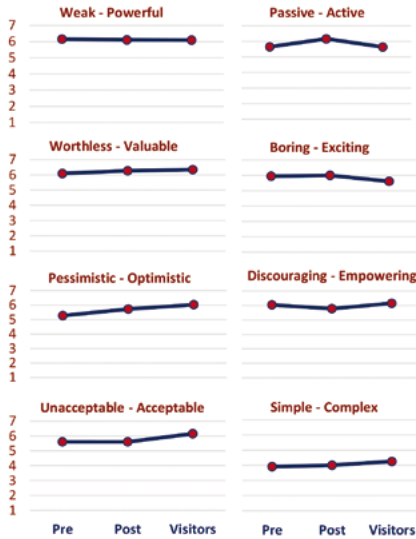 Weak - Powerful
7
6
5
4
3
2
1
Passive - Active
Worthless - Valuable
7
6
5
4
3
2
1
Boring - Exciting
Pessimistic - Optimistic
7
6
5
4
3
2
1
Discouraging - Empowering
Unacceptable - Acceptable
7
6
5
4
3
2
1
Simple - Complex
Pre Post Visitors
Pre Post Visitors